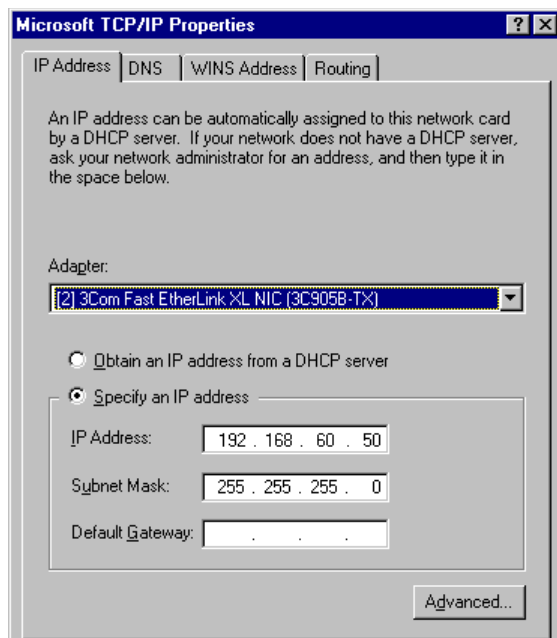 Microsoft TCP/IP Properties
? X
IP Address DNS WINS Address Routing
An IP address can be automatically assigned to this network card
by a DHCP server. If your network does not have a DHCP server,
ask your network administrator for an address, and then type it in
the space below.
Adapter:
[2] 3Com Fast EtherLink XL NIC (3C905B-TX)
Obtain an IP address from a DHCP server
Specify an IP address
IP Address: 192 . 168 . 60 . 50
Subnet Mask: 255 . 255 . 255 . 0
Default Gateway: . . .
Advanced...